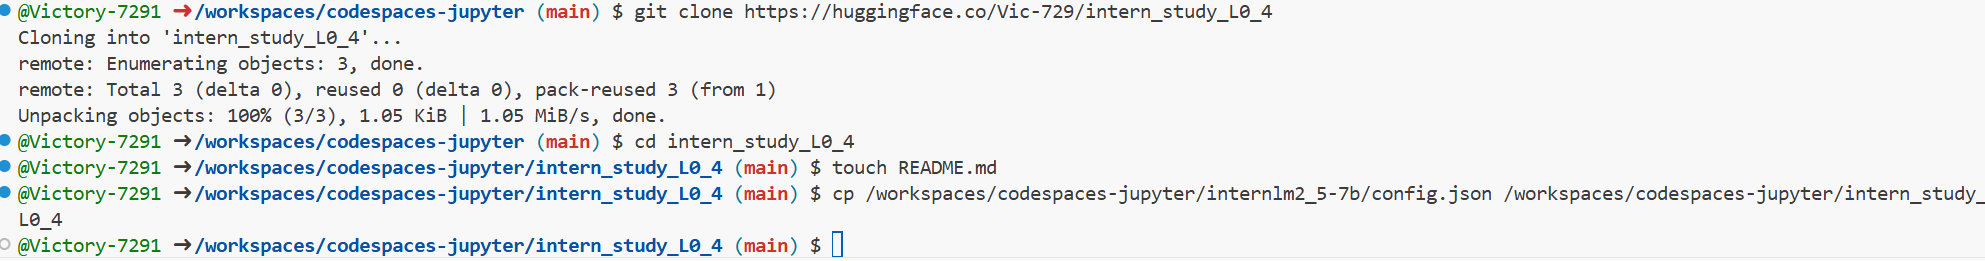 @Victory-7291 ➜/workspaces/codespaces-jupyter (main) $ git clone https://huggingface.co/Vic-729/intern_study_L0_4
Cloning into 'intern_study_L0_4'...
remote: Enumerating objects: 3, done.
remote: Total 3 (delta 0), reused 0 (delta 0), pack-reused 3 (from 1)
Unpacking objects: 100% (3/3), 1.05 KiB | 1.05 MiB/s, done.
@Victory-7291 ➜/workspaces/codespaces-jupyter (main) $ cd intern_study_L0_4
@Victory-7291 ➜/workspaces/codespaces-jupyter/intern_study_L0_4 (main) $ touch README.md
@Victory-7291 ➜/workspaces/codespaces-jupyter/intern_study_L0_4 (main) $ cp /workspaces/codespaces-jupyter/internlm2_5-7b/config.json /workspaces/codespaces-jupyter/intern_study_
L0_4
@Victory-7291 ➜/workspaces/codespaces-jupyter/intern_study_L0_4 (main) $